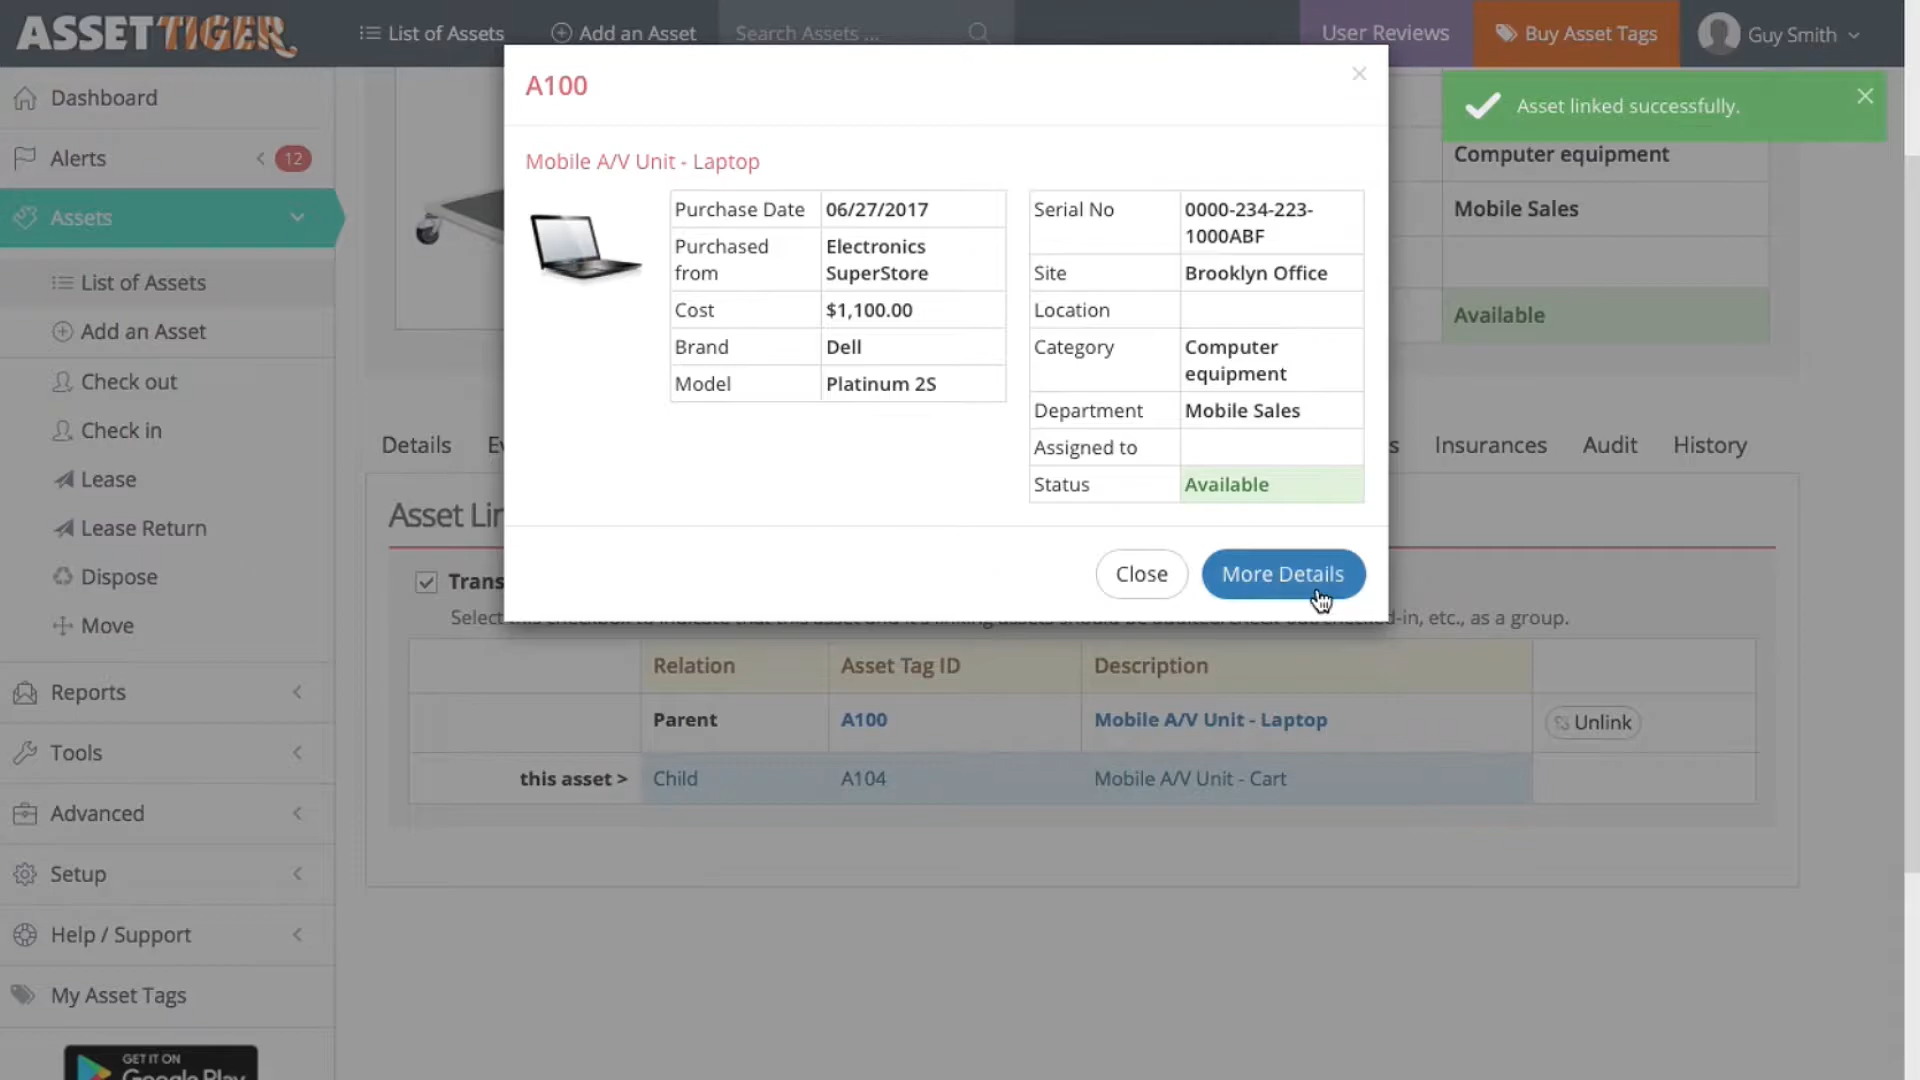 ASSETTIGER
List of Assets
Add an Asset
Search Assets ...
User Reviews
Buy Asset Tags
Guy Smith
Dashboard
Alerts
12
Assets
List of Assets
Add an Asset
Check out
Check in
Lease
Lease Return
Dispose
Move
Reports
Tools
Advanced
Setup
Help / Support
My Asset Tags
GET IT ON
Google Play
A100
Mobile A/V Unit - Laptop
Purchase Date 06/27/2017
Purchased from Electronics SuperStore
Cost $1,100.00
Brand Dell
Model Platinum 2S
Serial No 0000-234-223-1000ABF
Site Brooklyn Office
Location
Category Computer equipment
Department Mobile Sales
Assigned to
Status Available
Close
More Details
Asset linked successfully.
Computer equipment
Mobile Sales
Available
Details
Insurances
Audit
History
Asset Lin
Trans
Select
-in, etc., as a group.
Relation Asset Tag ID Description
Parent A100 Mobile A/V Unit - Laptop Unlink
this asset > Child A104 Mobile A/V Unit - Cart